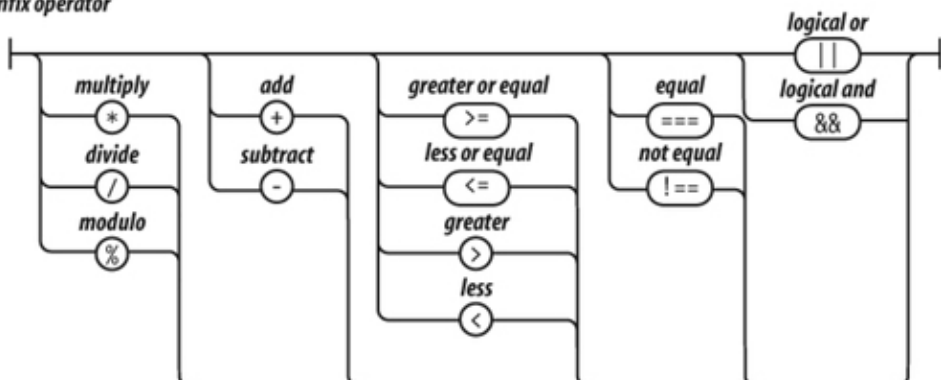 infix operator
logical or
||
multiply add greater or equal equal logical and
* + >= === &&
divide subtract less or equal not equal
/ - <= !==
modulo greater
% >
less
<